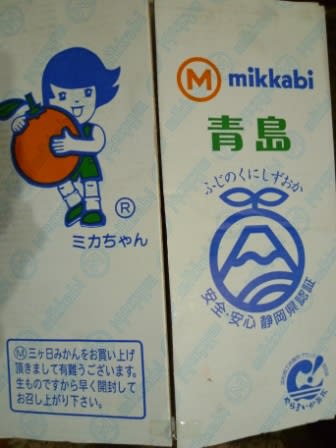 ®
ミカちゃん
Ⓜ三ヶ日みかんをお買い上げ
頂きまして有難うございます。
生ものですから早く開封して
お召し上がり下さい。
Ⓜ mikkabi
青島
ふじのくにしずおか
安全・安心 静岡県認証